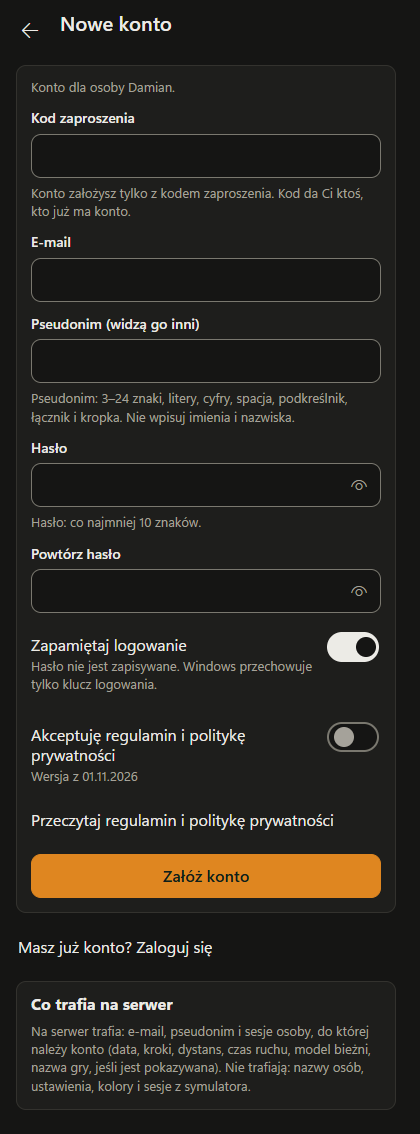 Nowe konto
Konto dla osoby Damian.
Kod zaproszenia
Konto założysz tylko z kodem zaproszenia. Kod da Ci ktoś,
kto już ma konto.
E-mail
Pseudonim (widzą go inni)
Pseudonim: 3–24 znaki, litery, cyfry, spacja, podkreślnik,
łącznik i kropka. Nie wpisuj imienia i nazwiska.
Hasło
Hasło: co najmniej 10 znaków.
Powtórz hasło
Zapamiętaj logowanie
Hasło nie jest zapisywane. Windows przechowuje
tylko klucz logowania.
Akceptuję regulamin i politykę
prywatności
Wersja z 01.11.2026
Przeczytaj regulamin i politykę prywatności
Załóż konto
Masz już konto? Zaloguj się
Co trafia na serwer
Na serwer trafia: e-mail, pseudonim i sesje osoby, do której
należy konto (data, kroki, dystans, czas ruchu, model bieżni,
nazwa gry, jeśli jest pokazywana). Nie trafiają: nazwy osób,
ustawienia, kolory i sesje z symulatora.